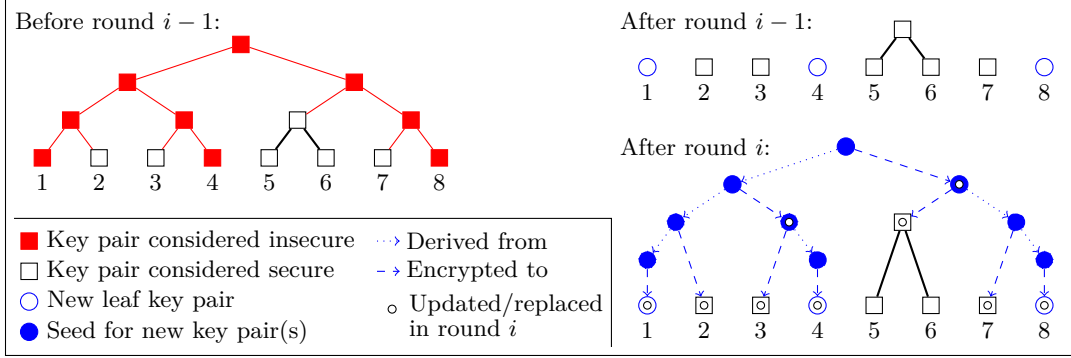 Before round i − 1:
1 2 3 4 5 6 7 8
Key pair considered insecure
Key pair considered secure
New leaf key pair
Seed for new key pair(s)
Derived from
Encrypted to
Updated/replaced
in round i
After round i − 1:
1 2 3 4 5 6 7 8
After round i:
1 2 3 4 5 6 7 8